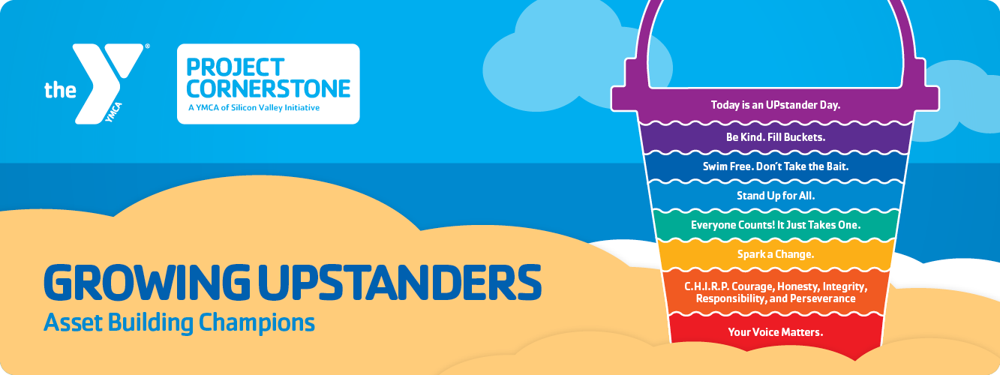 the
YMCA
®
PROJECT
CORNERSTONE
A YMCA of Silicon Valley Initiative
GROWING UPSTANDERS
Asset Building Champions
Today is an UPstander Day.
Be Kind. Fill Buckets.
Swim Free. Don't Take the Bait.
Stand Up for All.
Everyone Counts! It Just Takes One.
Spark a Change.
C.H.I.R.P. Courage, Honesty, Integrity,
Responsibility, and Perseverance
Your Voice Matters.